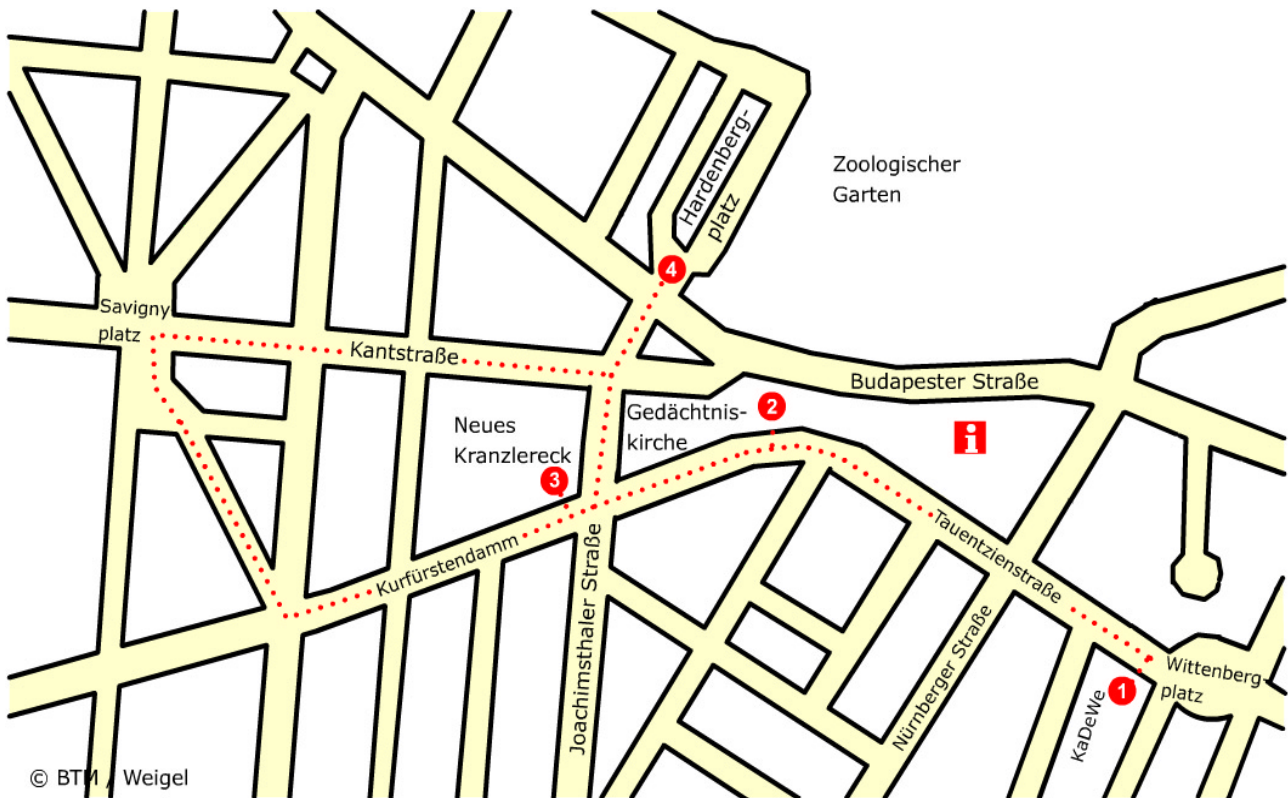 Hardenberg-
platz
Zoologischer
Garten
4
Savigny
platz
Kantstraße
Budapester Straße
Gedächtnis-
kirche
2
Neues
Kranzlereck
3
i
Kurfürstendamm
Tauentzienstraße
Joachimsthaler Straße
Nürnberger Straße
Wittenberg-
platz
1
KaDeWe
© BTM / Weigel